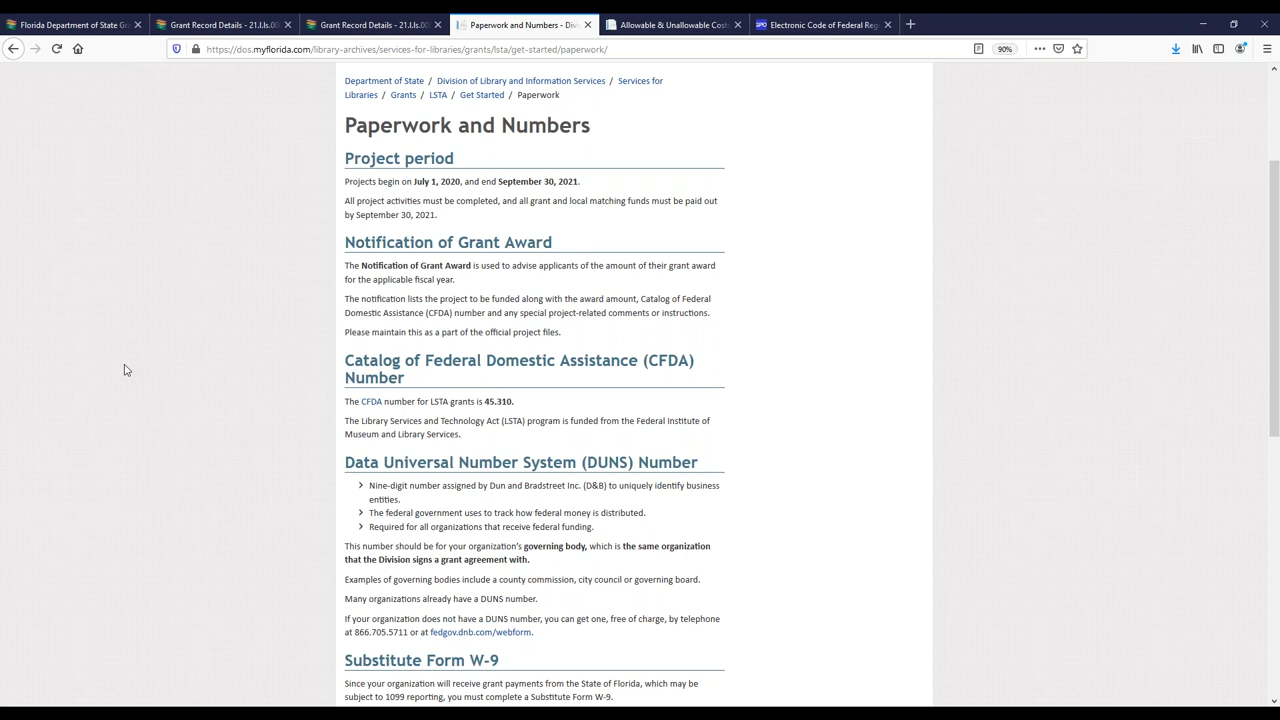 Florida Department of State Gr
Grant Record Details - 21.l.ls.00
Grant Record Details - 21.l.ls.00
Paperwork and Numbers - Divi
Allowable & Unallowable Cost
Electronic Code of Federal Reg
https://dos.myflorida.com/library-archives/services-for-libraries/grants/lsta/get-started/paperwork/
90%
Department of State / Division of Library and Information Services / Services for
Libraries / Grants / LSTA / Get Started / Paperwork
Paperwork and Numbers
Project period
Projects begin on July 1, 2020, and end September 30, 2021.
All project activities must be completed, and all grant and local matching funds must be paid out
by September 30, 2021.
Notification of Grant Award
The Notification of Grant Award is used to advise applicants of the amount of their grant award
for the applicable fiscal year.
The notification lists the project to be funded along with the award amount, Catalog of Federal
Domestic Assistance (CFDA) number and any special project-related comments or instructions.
Please maintain this as a part of the official project files.
Catalog of Federal Domestic Assistance (CFDA)
Number
The CFDA number for LSTA grants is 45.310.
The Library Services and Technology Act (LSTA) program is funded from the Federal Institute of
Museum and Library Services.
Data Universal Number System (DUNS) Number
Nine-digit number assigned by Dun and Bradstreet Inc. (D&B) to uniquely identify business
entities.
The federal government uses to track how federal money is distributed.
Required for all organizations that receive federal funding.
This number should be for your organization's governing body, which is the same organization
that the Division signs a grant agreement with.
Examples of governing bodies include a county commission, city council or governing board.
Many organizations already have a DUNS number.
If your organization does not have a DUNS number, you can get one, free of charge, by telephone
at 866.705.5711 or at fedgov.dnb.com/webform.
Substitute Form W-9
Since your organization will receive grant payments from the State of Florida, which may be
subject to 1099 reporting, you must complete a Substitute Form W-9.